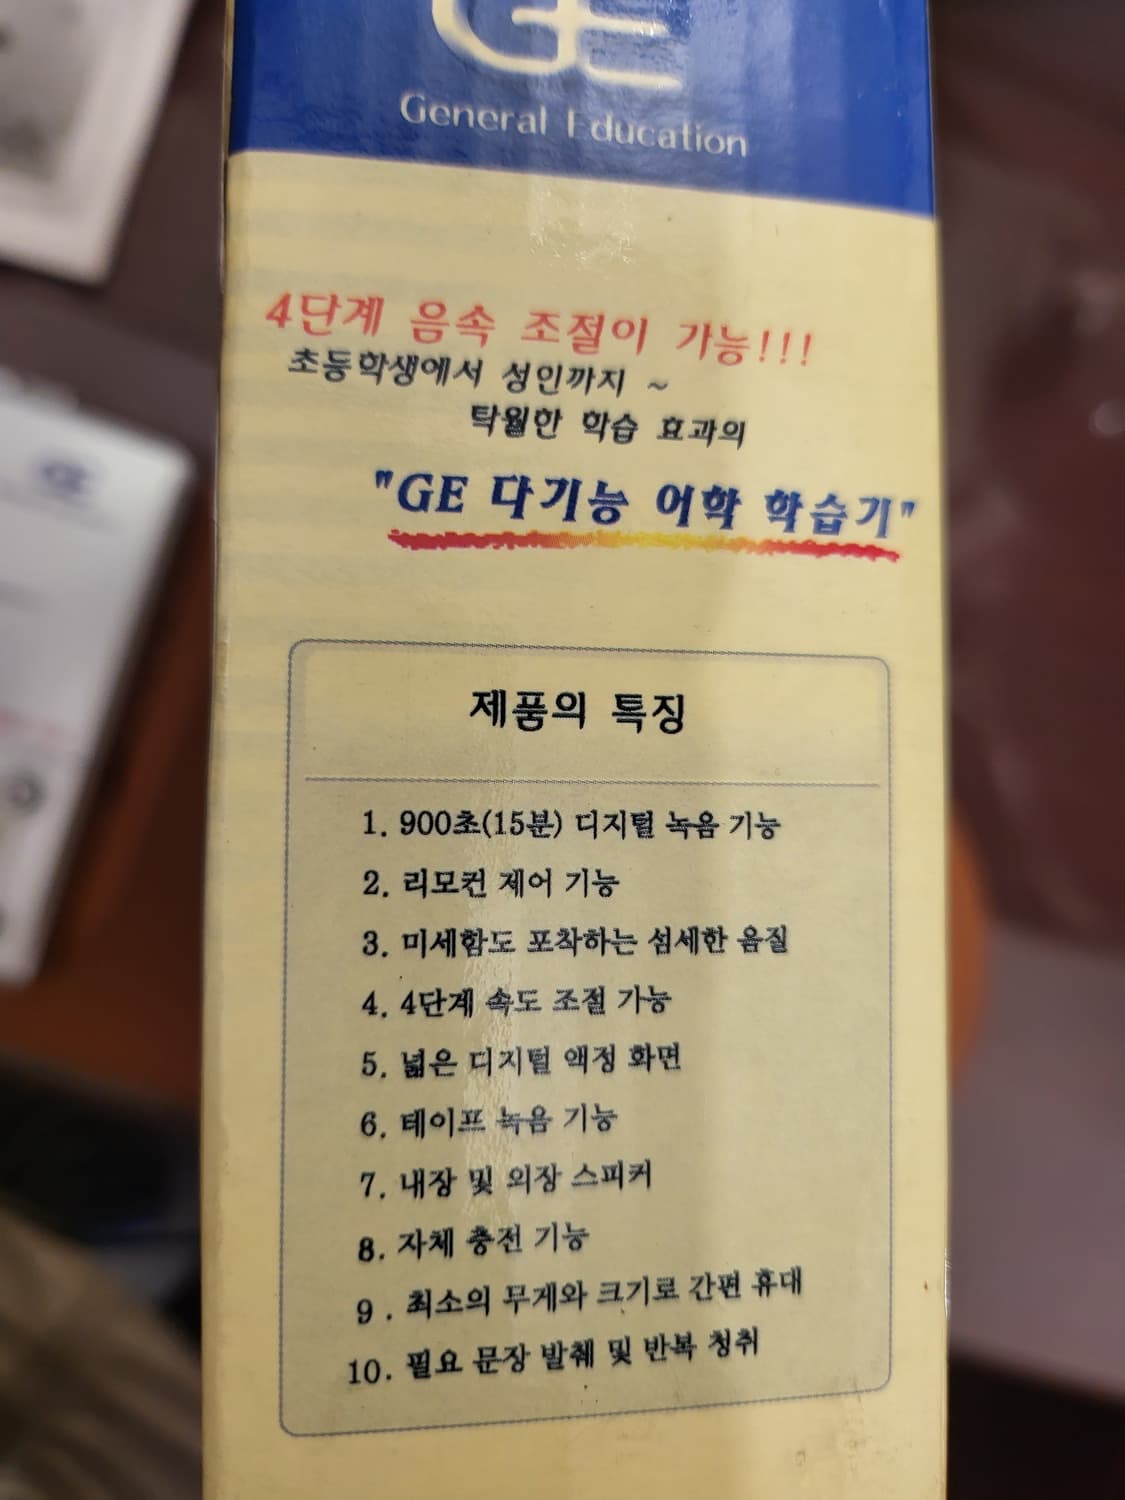 GE
General Education
4단계 음속 조절이 가능!!!
초등학생에서 성인까지 ~
탁월한 학습 효과의
"GE 다기능 어학 학습기"
제품의 특징
1. 900초(15분) 디지털 녹음 기능
2. 리모컨 제어 기능
3. 미세함도 포착하는 섬세한 음질
4. 4단계 속도 조절 가능
5. 넓은 디지털 액정 화면
6. 테이프 녹음 기능
7. 내장 및 외장 스피커
8. 자체 충전 기능
9 . 최소의 무게와 크기로 간편 휴대
10. 필요 문장 발췌 및 반복 청취